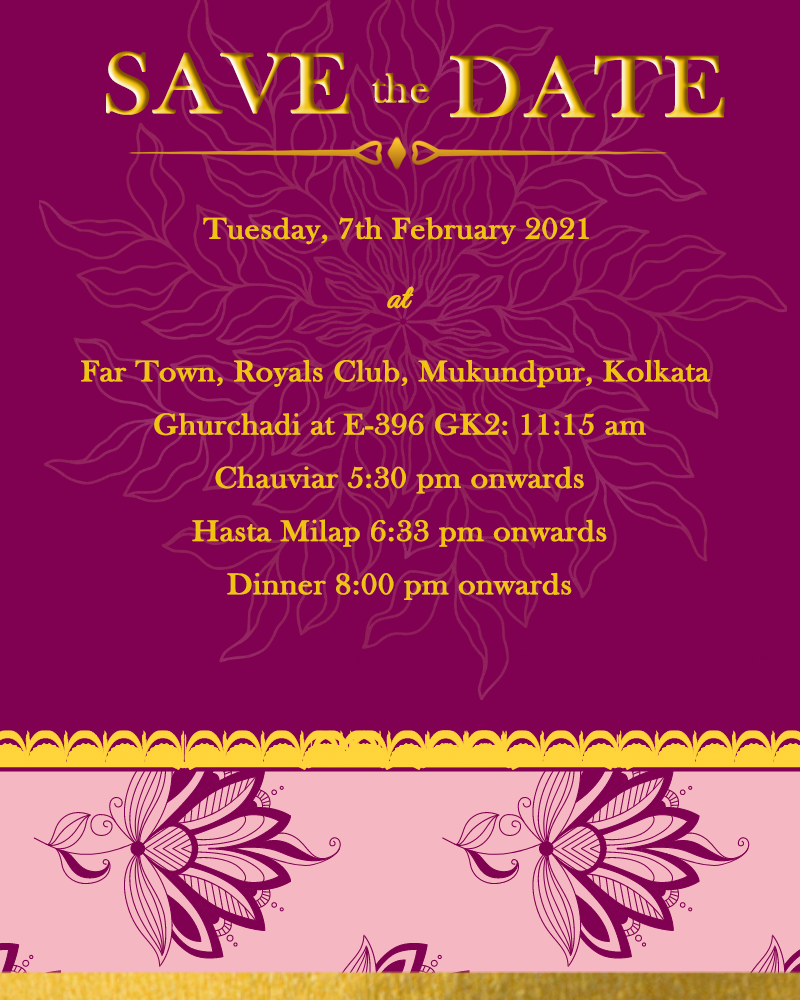 SAVE the DATE
Tuesday, 7th February 2021
at
Far Town, Royals Club, Mukundpur, Kolkata
Ghurchadi at E-396 GK2: 11:15 am
Chauviar 5:30 pm onwards
Hasta Milap 6:33 pm onwards
Dinner 8:00 pm onwards